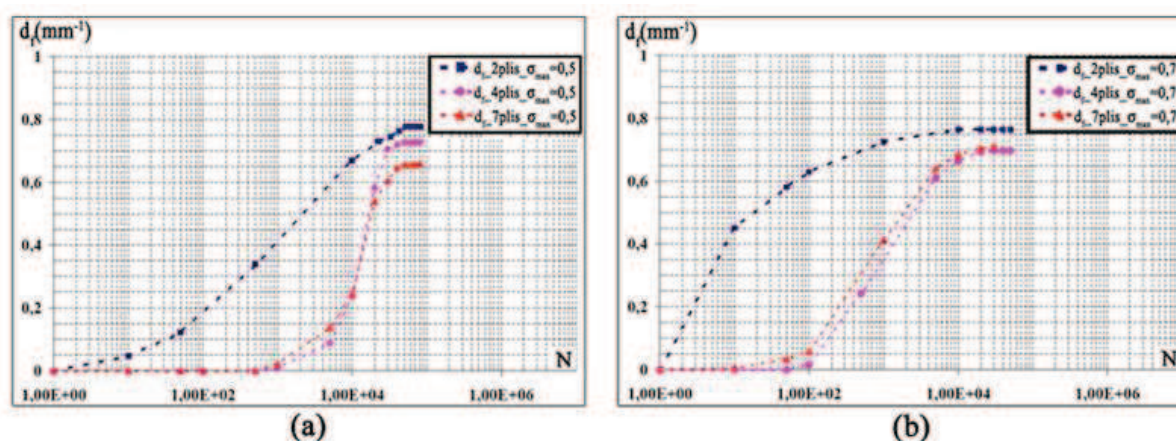 d_f(mm⁻¹)
1
0,8
0,6
0,4
0,2
0
1,00E+00 1,00E+02 1,00E+04 1,00E+06
N
d_f_2plis_σ_max=0,5
d_f_4plis_σ_max=0,5
d_f_7plis_σ_max=0,5
(a)
d_f(mm⁻¹)
1
0,8
0,6
0,4
0,2
0
1,00E+00 1,00E+02 1,00E+04 1,00E+06
N
d_f_2plis_σ_max=0,7
d_f_4plis_σ_max=0,7
d_f_7plis_σ_max=0,7
(b)